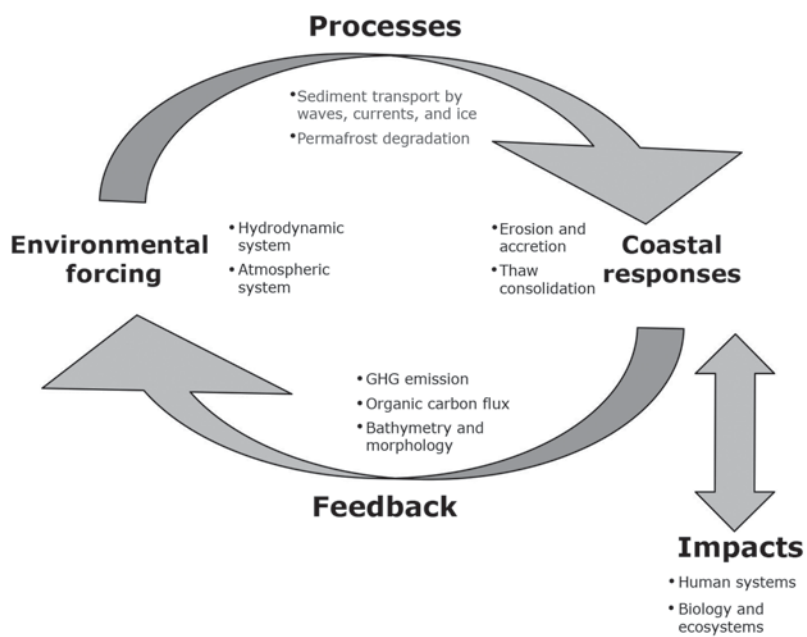 Processes
•Sediment transport by
waves, currents, and ice
•Permafrost degradation
Environmental
forcing
• Hydrodynamic
system
• Atmospheric
system
• Erosion and
accretion
•Thaw
consolidation
Coastal
responses
• GHG emission
• Organic carbon flux
• Bathymetry and
morphology
Feedback
Impacts
• Human systems
• Biology and
ecosystems